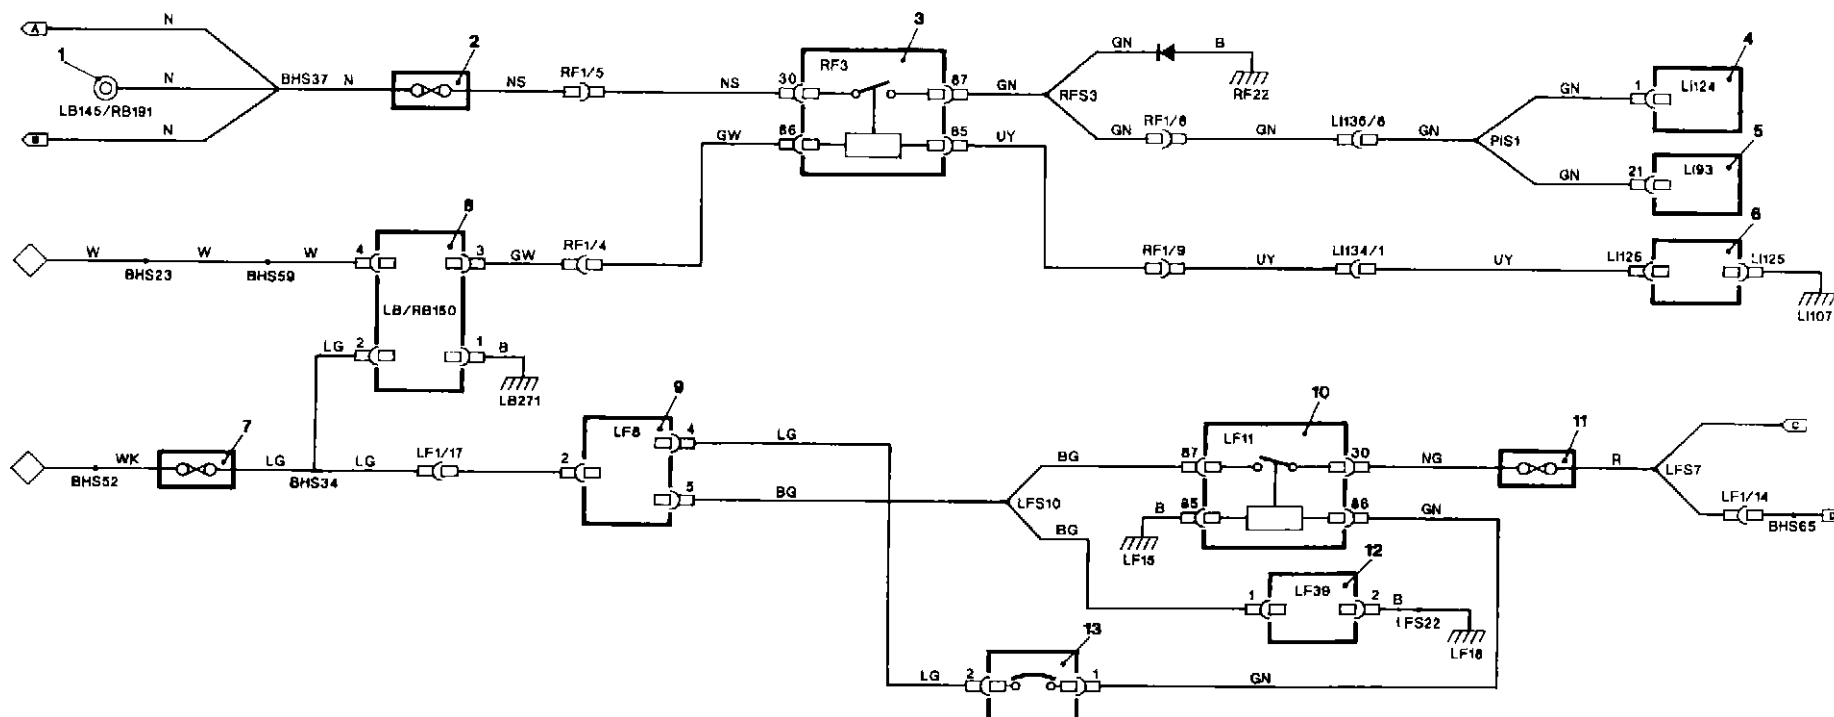 A
N
1
N
LB145/RB191
B
N
BHS37
N
2
NS
RF1/5
NS
3
RF3
30
87
86
85
GW
UY
GN
RFS3
GN
B
RF22
GN
RF1/8
GN
LI136/6
GN
PIS1
GN
1
LI124
4
GN
21
LI93
5
6
RF1/9
UY
LI134/1
UY
LI126
LI125
LI107
W
BHS23
W
BHS59
W
4
8
3
GW
RF1/4
LB/RB150
LG
2
1
B
LB271
BHS52
WK
7
LG
BHS34
LG
LF1/17
2
LF8
9
4
LG
5
BG
LFS10
BG
BG
10
LF11
87
30
85
86
B
LF15
NG
11
R
LFS7
C
LF1/14
BHS65
GN
12
LF39
1
2
B
LFS22
LF18
13
LG
2
1
GN